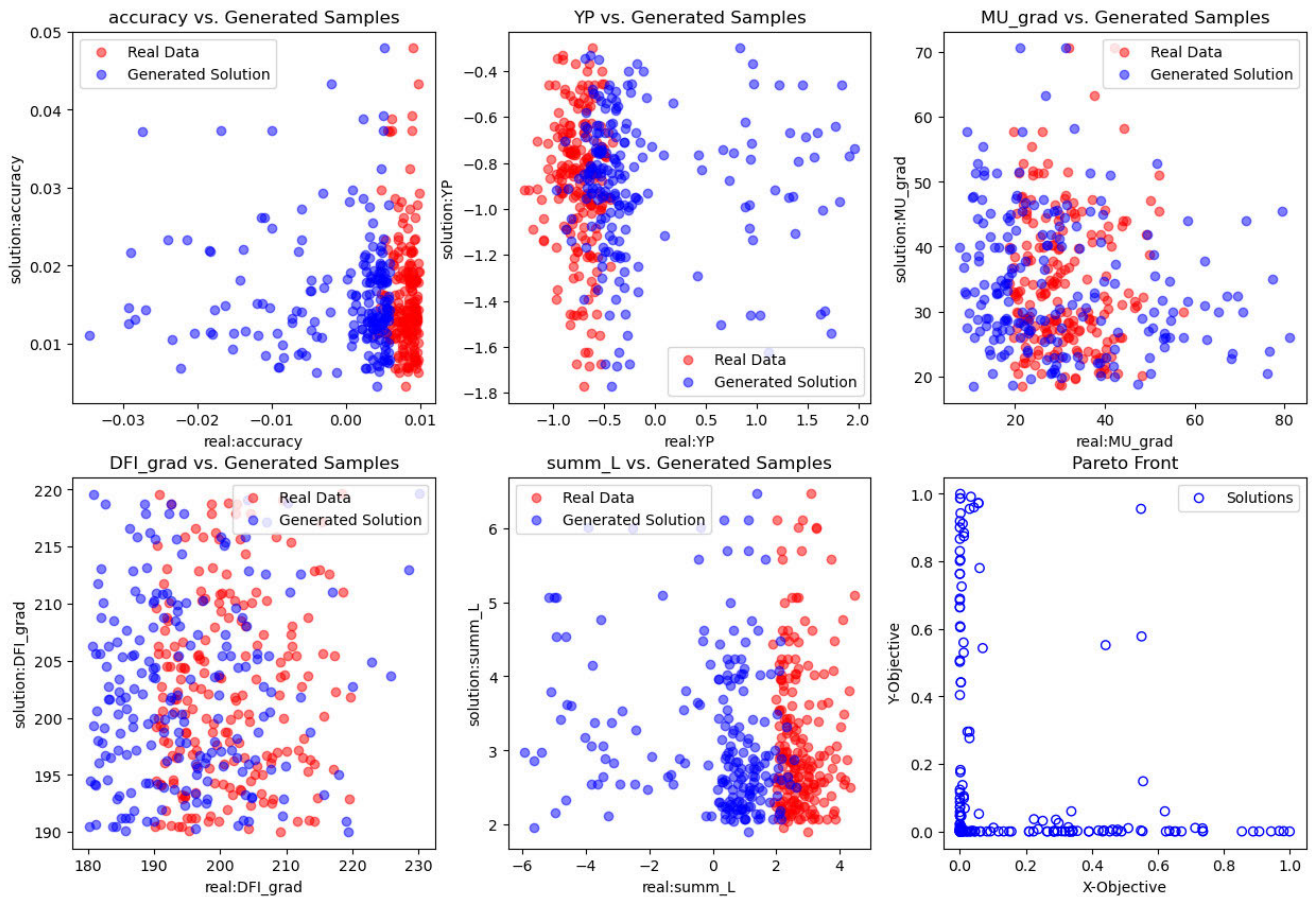 accuracy vs. Generated Samples
0.05
0.04
0.03
0.02
0.01
solution:accuracy
Real Data
Generated Solution
−0.03 −0.02 −0.01 0.00 0.01
real:accuracy
YP vs. Generated Samples
−0.4
−0.6
−0.8
−1.0
−1.2
−1.4
−1.6
−1.8
solution:YP
Real Data
Generated Solution
−1.0 −0.5 0.0 0.5 1.0 1.5 2.0
real:YP
MU_grad vs. Generated Samples
70
60
50
40
30
20
solution:MU_grad
Real Data
Generated Solution
20 40 60 80
real:MU_grad
DFI_grad vs. Generated Samples
220
215
210
205
200
195
190
solution:DFI_grad
Real Data
Generated Solution
180 190 200 210 220 230
real:DFI_grad
summ_L vs. Generated Samples
6
5
4
3
2
solution:summ_L
Real Data
Generated Solution
−6 −4 −2 0 2 4
real:summ_L
Pareto Front
1.0
0.8
0.6
0.4
0.2
0.0
Y-Objective
Solutions
0.0 0.2 0.4 0.6 0.8 1.0
X-Objective